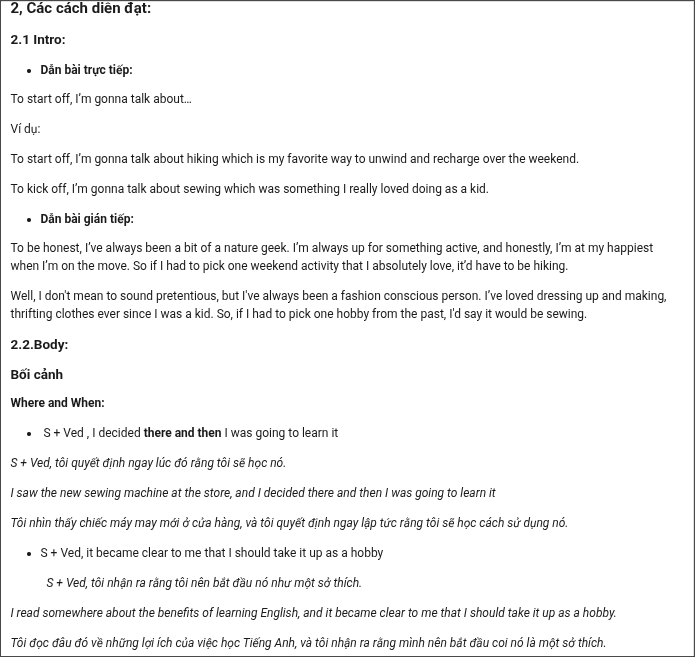 2, Các cách diễn đạt:
2.1 Intro:
• Dẫn bài trực tiếp:
To start off, I’m gonna talk about…
Ví dụ:
To start off, I’m gonna talk about hiking which is my favorite way to unwind and recharge over the weekend.
To kick off, I’m gonna talk about sewing which was something I really loved doing as a kid.
• Dẫn bài gián tiếp:
To be honest, I’ve always been a bit of a nature geek. I’m always up for something active, and honestly, I’m at my happiest
when I’m on the move. So if I had to pick one weekend activity that I absolutely love, it’d have to be hiking.
Well, I don't mean to sound pretentious, but I've always been a fashion conscious person. I’ve loved dressing up and making,
thrifting clothes ever since I was a kid. So, if I had to pick one hobby from the past, I'd say it would be sewing.
2.2.Body:
Bối cảnh
Where and When:
• S + Ved , I decided there and then I was going to learn it
S + Ved, tôi quyết định ngay lúc đó rằng tôi sẽ học nó.
I saw the new sewing machine at the store, and I decided there and then I was going to learn it
Tôi nhìn thấy chiếc máy may mới ở cửa hàng, và tôi quyết định ngay lập tức rằng tôi sẽ học cách sử dụng nó.
• S + Ved, it became clear to me that I should take it up as a hobby
S + Ved, tôi nhận ra rằng tôi nên bắt đầu nó như một sở thích.
I read somewhere about the benefits of learning English, and it became clear to me that I should take it up as a hobby.
Tôi đọc đâu đó về những lợi ích của việc học Tiếng Anh, và tôi nhận ra rằng mình nên bắt đầu coi nó là một sở thích.